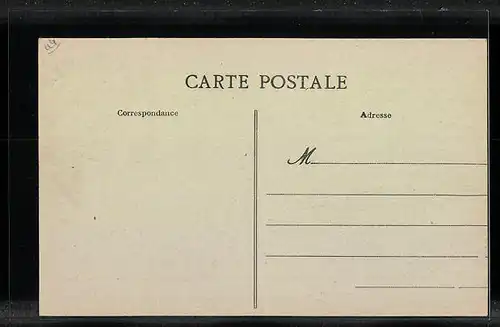 CARTE POSTALE
Correspondance
Adresse
M